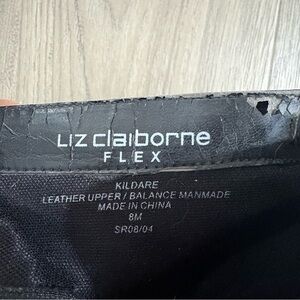 Liz claiborne
FLEX
KILDARE
LEATHER UPPER / BALANCE MANMADE
MADE IN CHINA
8M
SR08/04